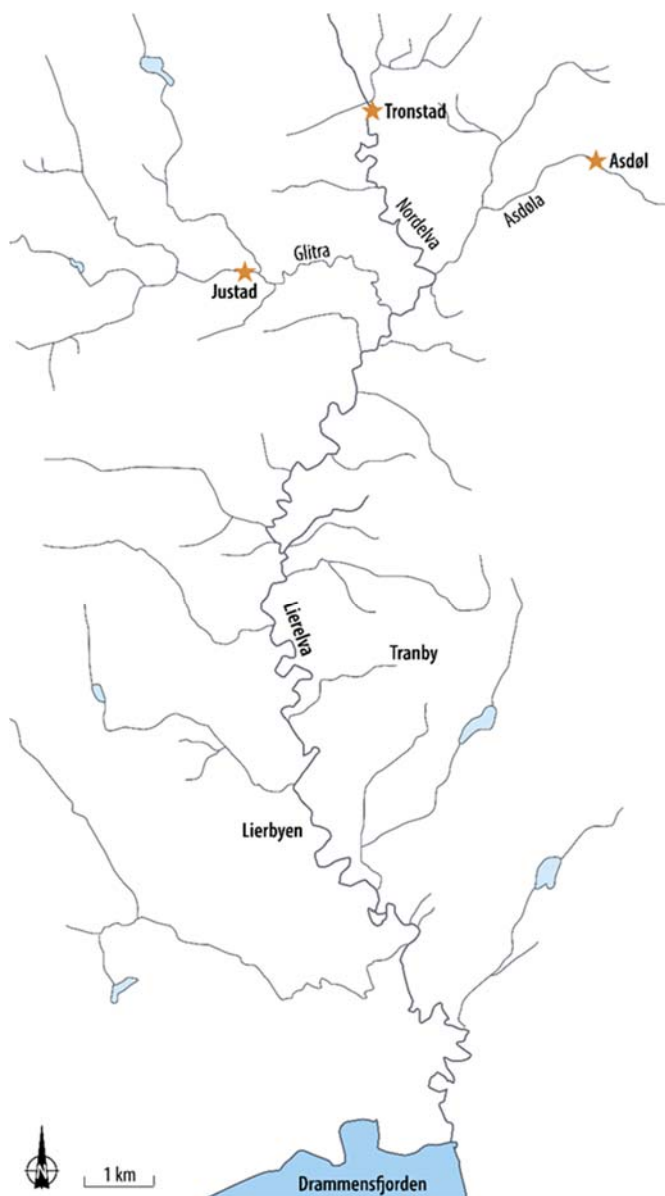 Tronstad
Asdøl
Asdøla
Nordelva
Glitra
Justad
Lierelva
Tranby
Lierbyen
N
1 km
Drammensfjorden